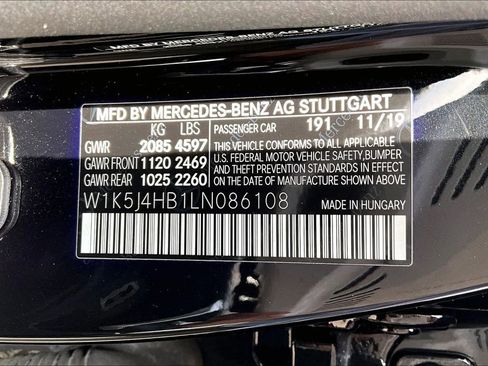 MFD BY MERCEDES-BENZ AG STUTTGART
KG LBS PASSENGER CAR 191 11/19
GVWR 2085 4597 THIS VEHICLE CONFORMS TO ALL APPLICABLE
GAWR FRONT 1120 2469 U.S. FEDERAL MOTOR VEHICLE SAFETY, BUMPER
GAWR REAR 1025 2260 AND THEFT PREVENTION STANDARDS IN EFFECT
ON THE DATE OF MANUFACTURE SHOWN ABOVE.
W1K5J4HB1LN086108 MADE IN HUNGARY